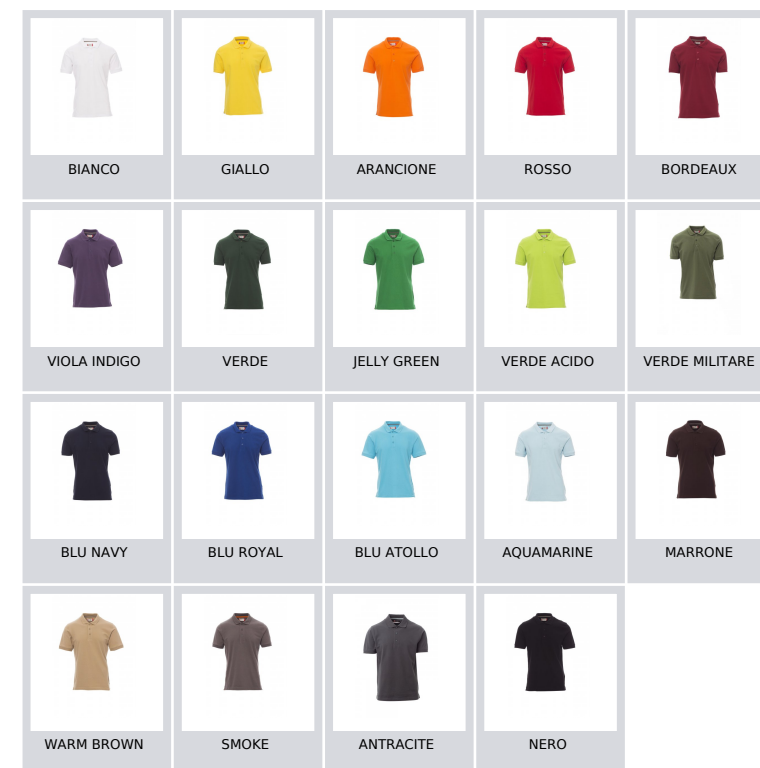 BIANCO
GIALLO
ARANCIONE
ROSSO
BORDEAUX
VIOLA INDIGO
VERDE
JELLY GREEN
VERDE ACIDO
VERDE MILITARE
BLU NAVY
BLU ROYAL
BLU ATOLLO
AQUAMARINE
MARRONE
WARM BROWN
SMOKE
ANTRACITE
NERO